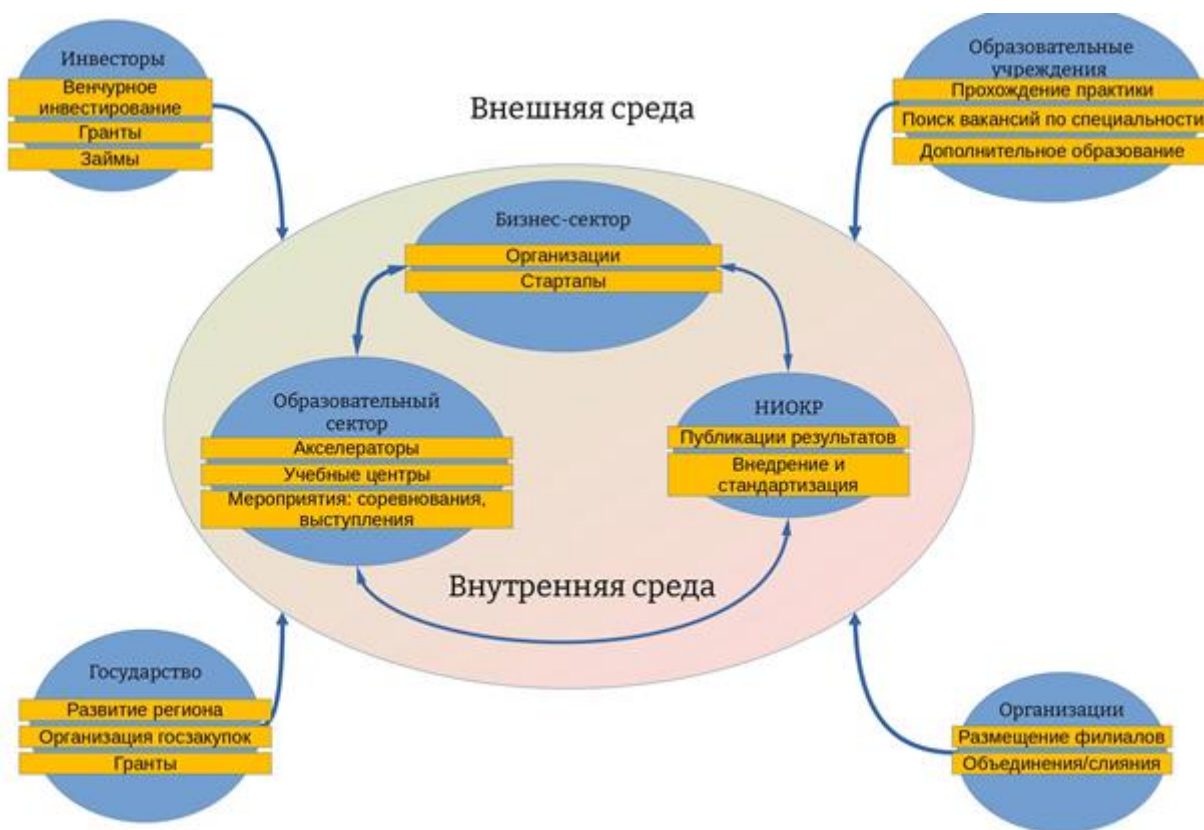 Инвесторы
Венчурное
инвестирование
Гранты
Займы
Внешняя среда
Образовательные
учреждения
Прохождение практики
Поиск вакансий по специальности
Дополнительное образование
Бизнес-сектор
Организации
Стартапы
Образовательный
сектор
Акселераторы
Учебные центры
Мероприятия: соревнования,
выступления
НИОКР
Публикации результатов
Внедрение и
стандартизация
Внутренняя среда
Государство
Развитие региона
Организация госзакупок
Гранты
Организации
Размещение филиалов
Объединения/слияния